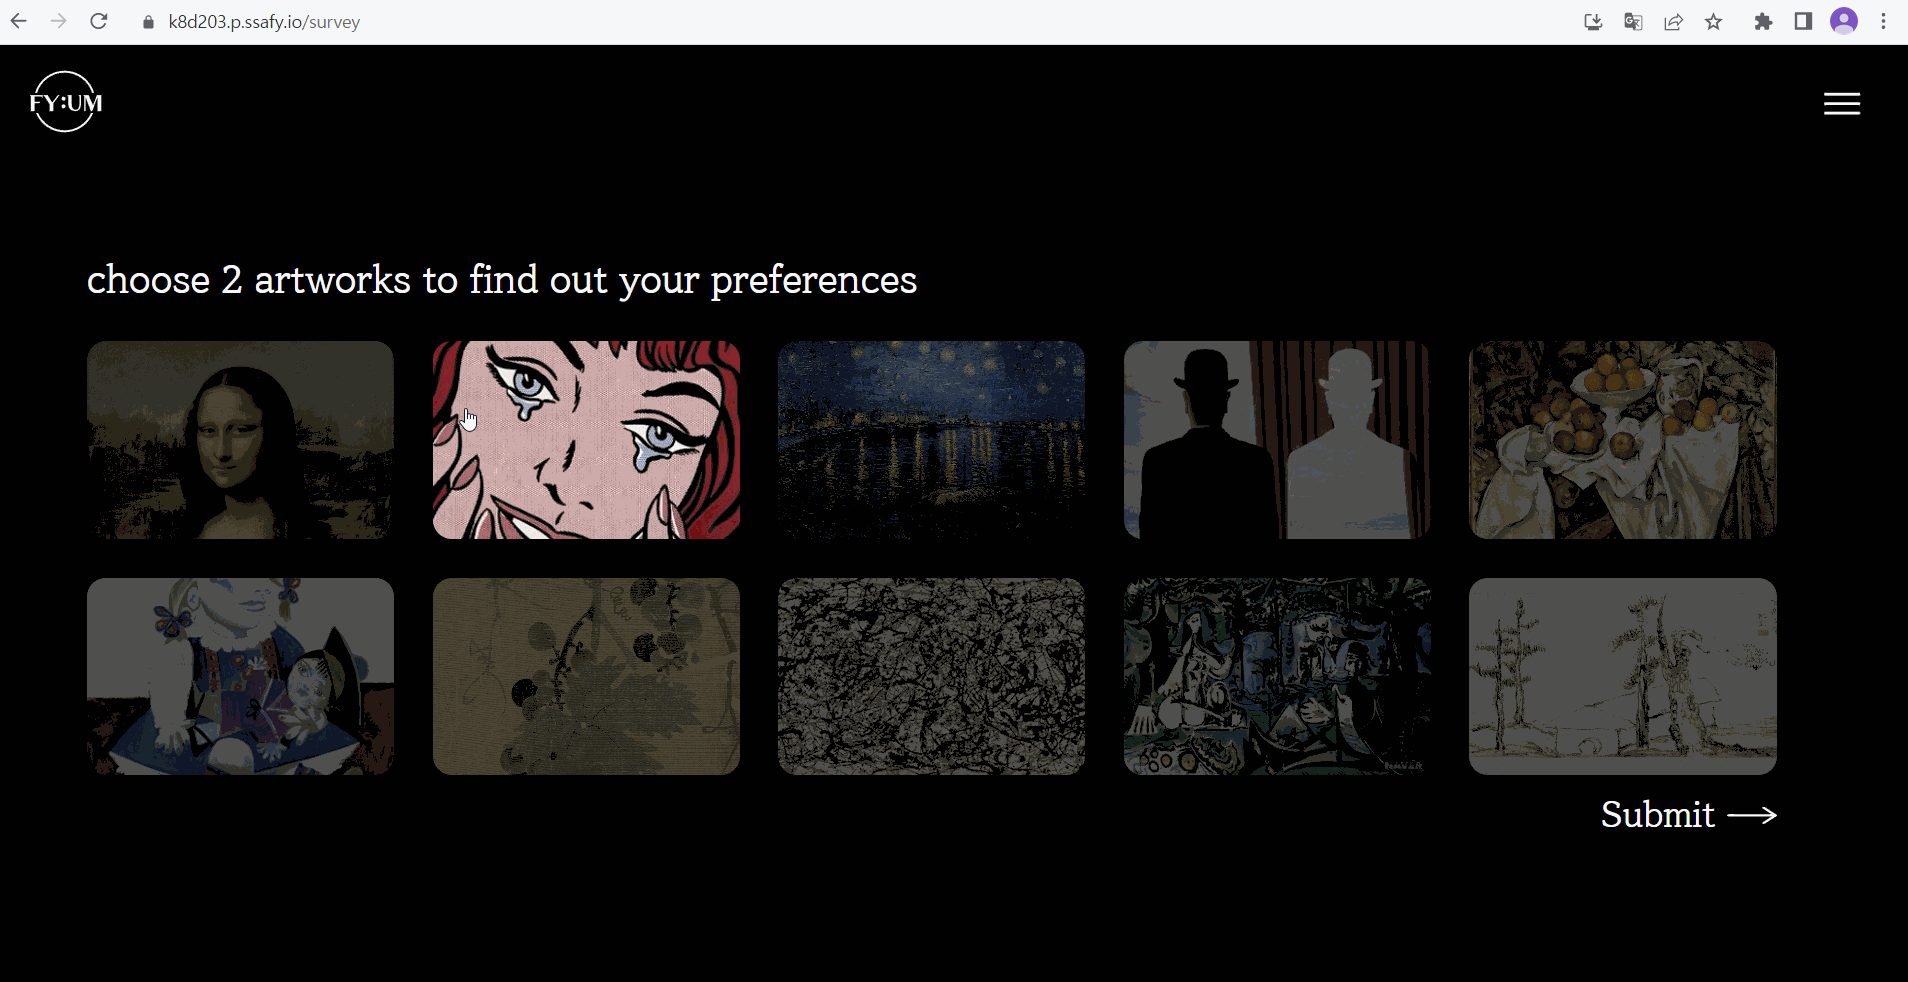 k8d203.p.ssafy.io/survey
FY:UM
choose 2 artworks to find out your preferences
Submit